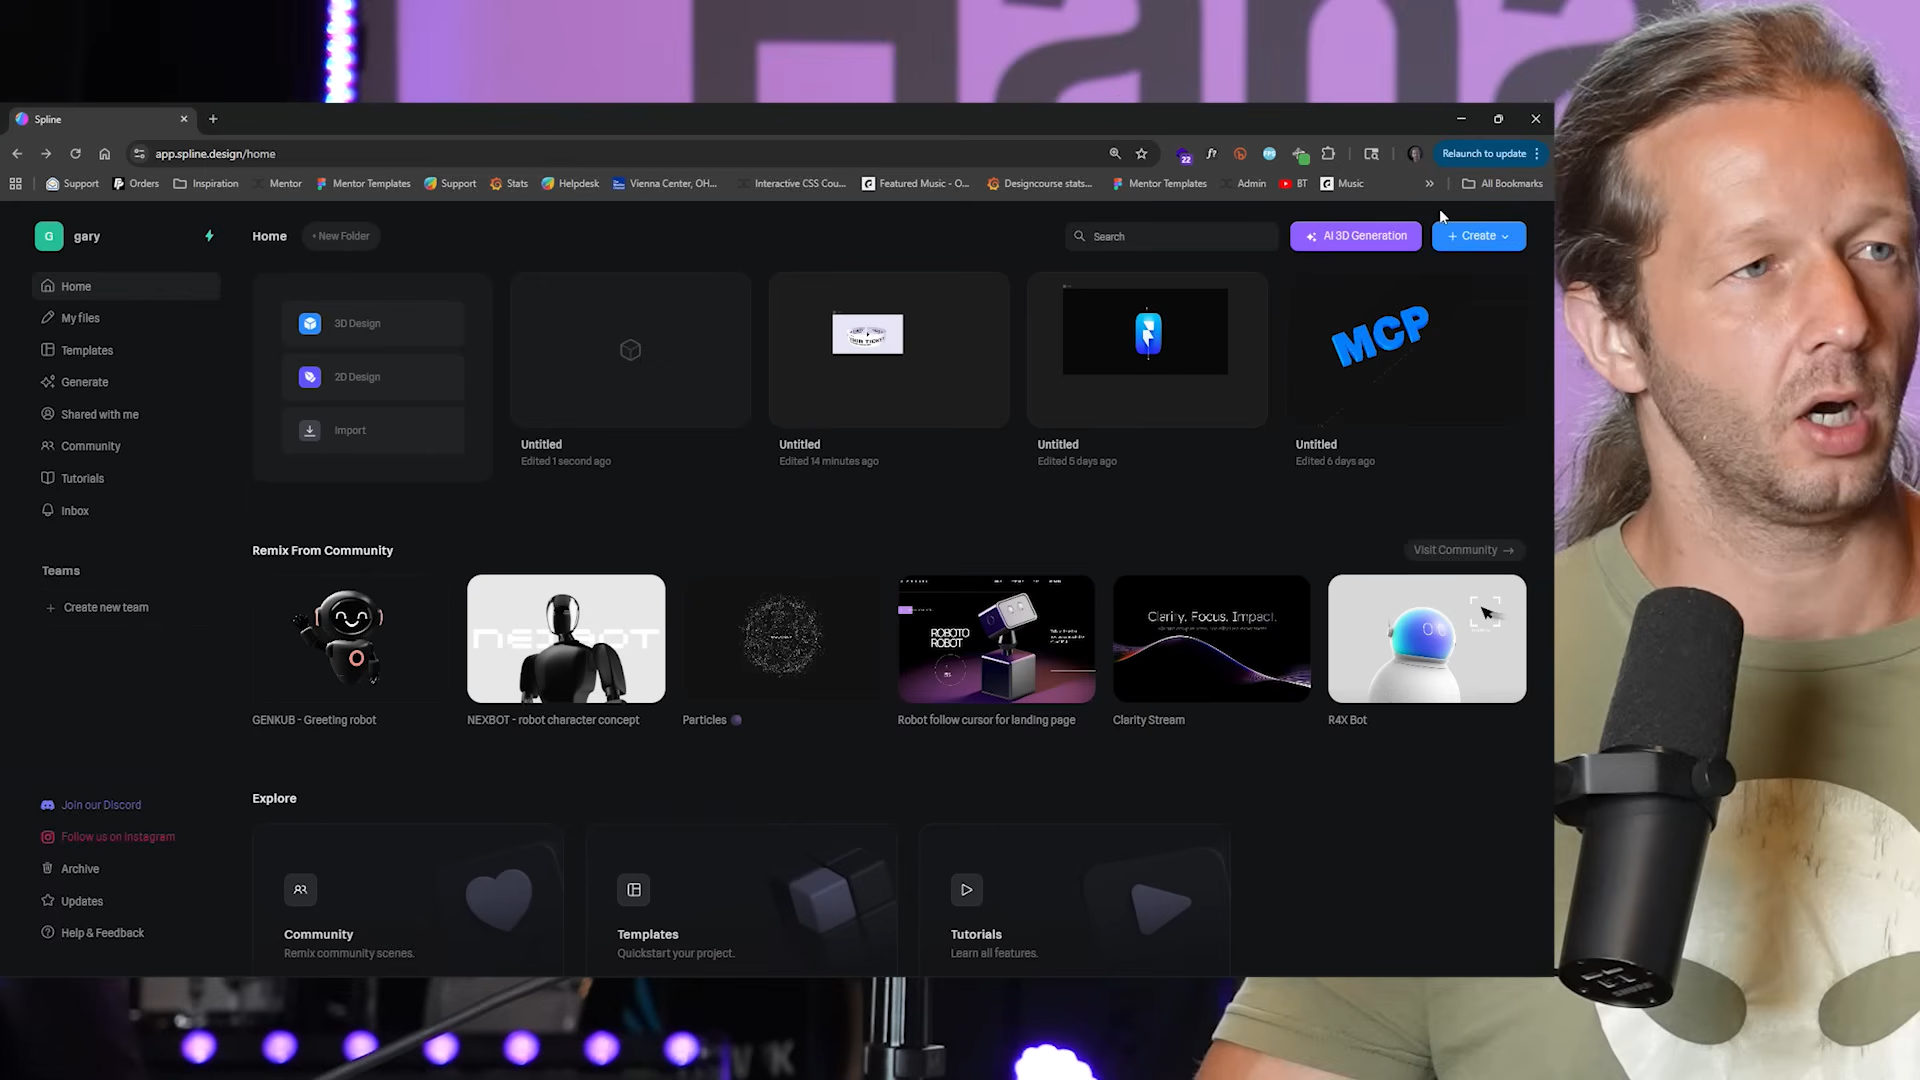 Spline
app.spline.design/home
22
Relaunch to update
Support
Orders
Inspiration
Mentor
Mentor Templates
Support
Stats
Helpdesk
Vienna Center, OH...
Interactive CSS Cou...
Featured Music - O...
Designcourse stats...
Mentor Templates
Admin
BT
Music
All Bookmarks
G
gary
Home
+ New Folder
Search
AI 3D Generation
+ Create
Home
My files
Templates
Generate
Shared with me
Community
Tutorials
Inbox
Teams
+ Create new team
Join our Discord
Follow us on Instagram
Archive
Updates
Help & Feedback
3D Design
2D Design
Import
Untitled
Edited 1 second ago
Untitled
Edited 14 minutes ago
Untitled
Edited 5 days ago
MCP
Untitled
Edited 6 days ago
Remix From Community
Visit Community →
GENKUB - Greeting robot
NEXBOT
NEXBOT - robot character concept
Particles
ROBOTO
ROBOT
Robot follow cursor for landing page
Clarity. Focus. Impact.
Clarity Stream
R4X Bot
Explore
Community
Remix community scenes.
Templates
Quickstart your project.
Tutorials
Learn all features.